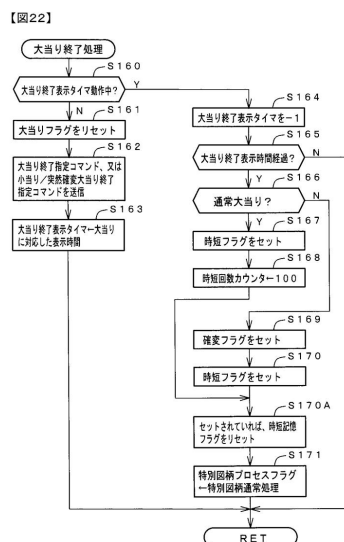 【図22】
大当り終了処理
S160
大当り終了表示タイマ動作中?
Y
N
S161
大当りフラグをリセット
S162
大当り終了指定コマンド、又は
小当り/突然確変大当り終了
指定コマンドを送信
S163
大当り終了表示タイマ←大当り
に対応した表示時間
S164
大当り終了表示タイマを-1
S165
大当り終了表示時間経過?
N
Y
S166
通常大当り?
N
Y
S167
時短フラグをセット
S168
時短回数カウンタ←100
S169
確変フラグをセット
S170
時短フラグをセット
S170A
セットされていれば、時短記憶
フラグをリセット
S171
特別図柄プロセスフラグ
←特別図柄通常処理
RET